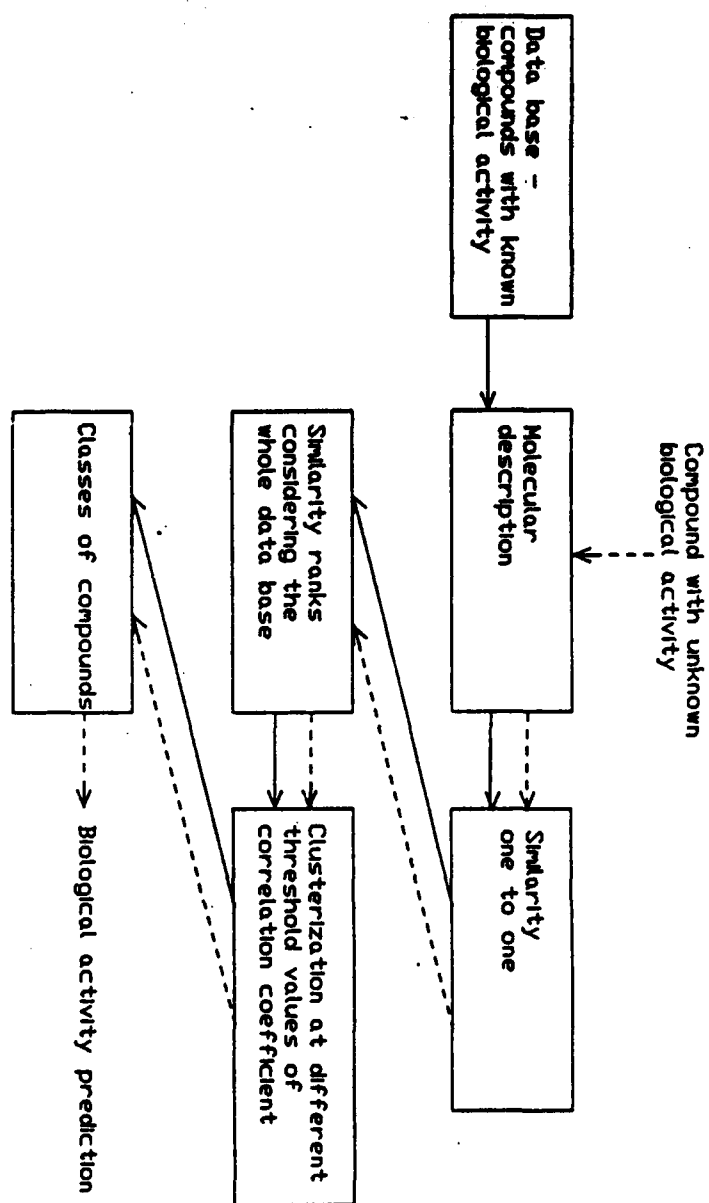 Compound with unknown
biological activity
Data base -
compounds with known
biological activity
Molecular
description
Similarity
one to one
Similarity ranks
considering the
whole data base
Clusterization at different
threshold values of
correlation coefficient
Classes of compounds
Biological activity prediction